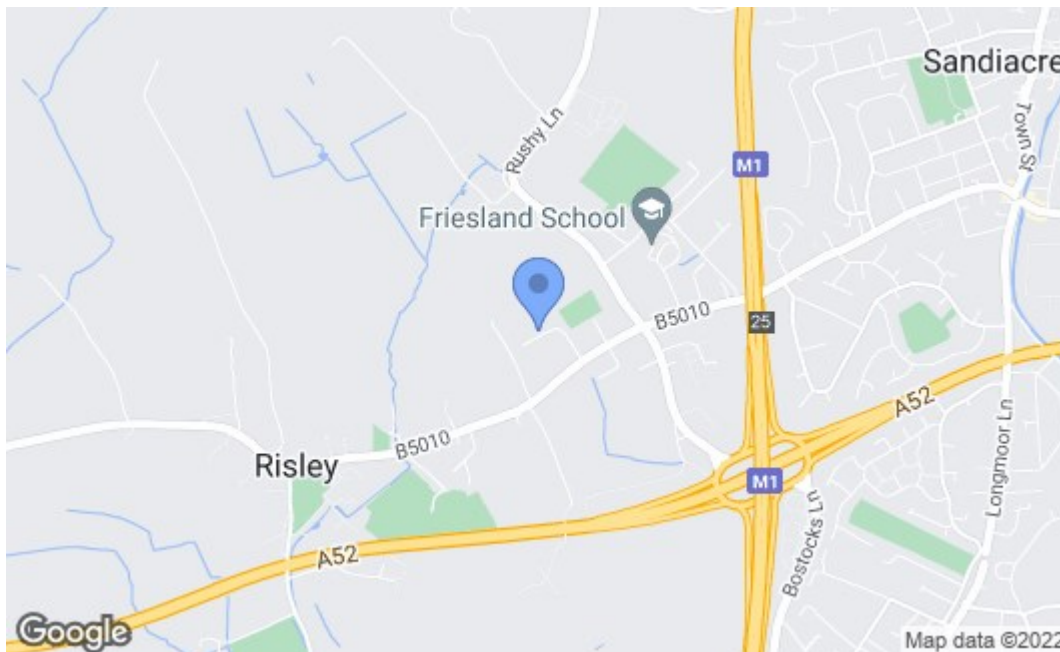 Sandiacre
Town St
Rushy Ln
M1
Friesland School
B5010
25
A52
Longmoor Ln
B5010
Risley
M1
Bostocks Ln
A52
Google
Map data ©2022